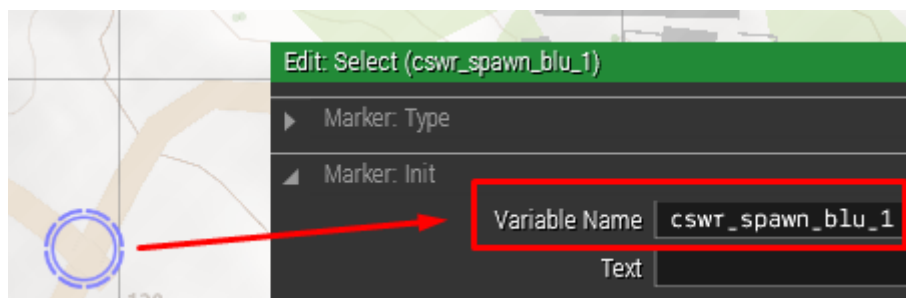 Edit: Select (cswr_spawn_blu_1)
Marker: Type
Marker: Init
Variable Name cswr_spawn_blu_1
Text